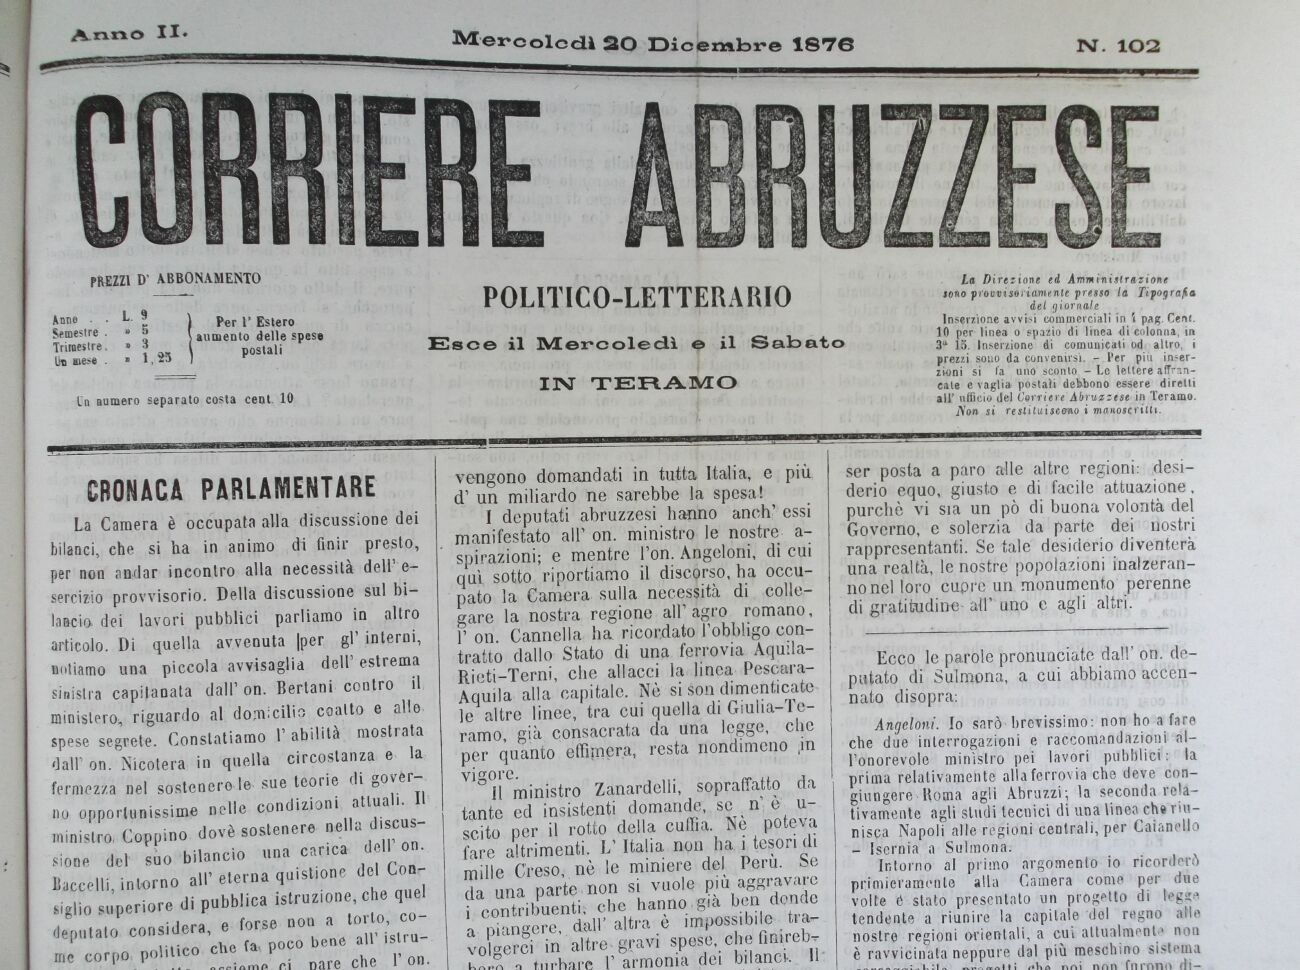 Anno II.
Mercoledì 20 Dicembre 1876
N. 102
CORRIERE ABRUZZESE
PREZZI D' ABBONAMENTO
Anno . . L. 9
Semestre . » 5
Trimestre . » 3
Un mese . » 1,25
Per l' Estero
aumento delle spese
postali
Un numero separato costa cent. 10
POLITICO-LETTERARIO
Esce il Mercoledì e il Sabato
IN TERAMO
La Direzione ed Amministrazione
sono provvisoriamente presso la Tipografia
del giornale
Inserzione avvisi commerciali in 4 pag. Cent.
10 per linea o spazio di linea di colonna, in
3ª 15. Inserzione di comunicati od altro, i
prezzi sono da convenirsi. – Per più inser-
zioni si fa uno sconto – Le lettere affran-
cate e vaglia postali debbono essere diretti
all' ufficio del Corriere Abruzzese in Teramo.
Non si restituiscono i manoscritti.
CRONACA PARLAMENTARE
La Camera è occupata alla discussione dei
bilanci, che si ha in animo di finir presto,
per non andar incontro alla necessità dell' e-
sercizio provvisorio. Della discussione sul bi-
lancio dei lavori pubblici parliamo in altro
articolo. Di quella avvenuta per gl' interni,
notiamo una piccola avvisaglia dell' estrema
sinistra capitanata dall' on. Bertani contro il
ministero, riguardo al domicilio coatto e alle
spese segrete. Constatiamo l' abilità mostrata
dall' on. Nicotera in quella circostanza e la
fermezza nel sostenere le sue teorie di gover-
no opportunissime nelle condizioni attuali. Il
ministro Coppino dovè sostenere nella discus-
sione del suo bilancio una carica dell' on.
Baccelli, intorno all' eterna quistione del Con-
siglio superiore di pubblica istruzione, che quel
deputato considera, e forse non a torto, co-
me corpo politico che fa poco bene all' istru-
assieme ci pare che l' on.
vengono domandati in tutta Italia, e più
d' un miliardo ne sarebbe la spesa!
I deputati abruzzesi hanno anch' essi
manifestato all' on. ministro le nostre a-
spirazioni; e mentre l'on. Angeloni, di cui
quì sotto riportiamo il discorso, ha occu-
pato la Camera sulla necessità di colle-
gare la nostra regione all' agro romano,
l' on. Cannella ha ricordato l'obbligo con-
tratto dallo Stato di una ferrovia Aquila-
Rieti-Terni, che allacci la linea Pescara-
Aquila alla capitale. Nè si son dimenticate
le altre linee, tra cui quella di Giulia-Te-
ramo, già consacrata da una legge, che
per quanto effimera, resta nondimeno in
vigore.
Il ministro Zanardelli, sopraffatto da
tante ed insistenti domande, se n' è u-
scito per il rotto della cuffia. Nè poteva
fare altrimenti. L' Italia non ha i tesori di
mille Creso, nè le miniere del Perù. Se
da una parte non si vuole più aggravare
i contribuenti, che hanno già ben donde
a piangere, dall' altra è impossibile tra-
volgerci in altre gravi spese, che finireb-
bero a turbare l' armonia dei bilanci. Il
ser posta a paro alle altre regioni: desi-
derio equo, giusto e di facile attuazione,
purchè vi sia un pò di buona volontà del
Governo, e solerzia da parte dei nostri
rappresentanti. Se tale desiderio diventerà
una realtà, le nostre popolazioni inalzeran-
no nel loro cuore un monumento perenne
di gratitudine all' uno e agli altri.
Ecco le parole pronunciate dall' on. de-
putato di Sulmona, a cui abbiamo accen-
nato disopra:
Angeloni. Io sarò brevissimo: non ho a fare
che due interrogazioni e raccomandazioni al-
l'onorevole ministro pei lavori pubblici: la
prima relativamente alla ferrovia che deve con-
giungere Roma agli Abruzzi; la seconda rela-
tivamente agli studi tecnici di una linea che riu-
nisca Napoli alle regioni centrali, per Caianello
– Isernia a Sulmona.
Intorno al primo argomento io ricorderò
primieramente alla Camera come per due
volte è stato presentato un progetto di legge
tendente a riunire la capitale del regno alle
nostre regioni orientali, a cui attualmente non
è ravvicinata neppure dal più meschino sistema
progetti che poi non furono di-